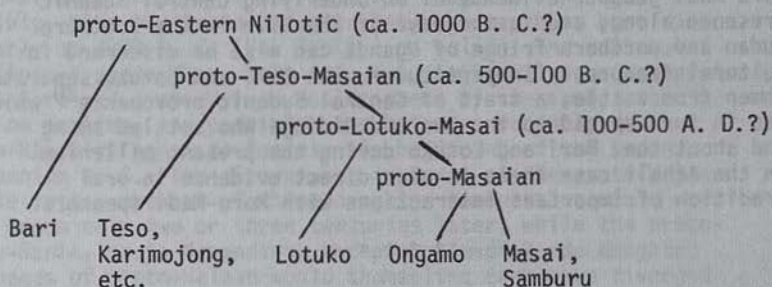 proto-Eastern Nilotic (ca. 1000 B. C.?)
proto-Teso-Masaian (ca. 500-100 B. C.?)
proto-Lotuko-Masai (ca. 100-500 A. D.?)
proto-Masaian
Bari Teso, Karimojong, etc. Lotuko Ongamo Masai, Samburu